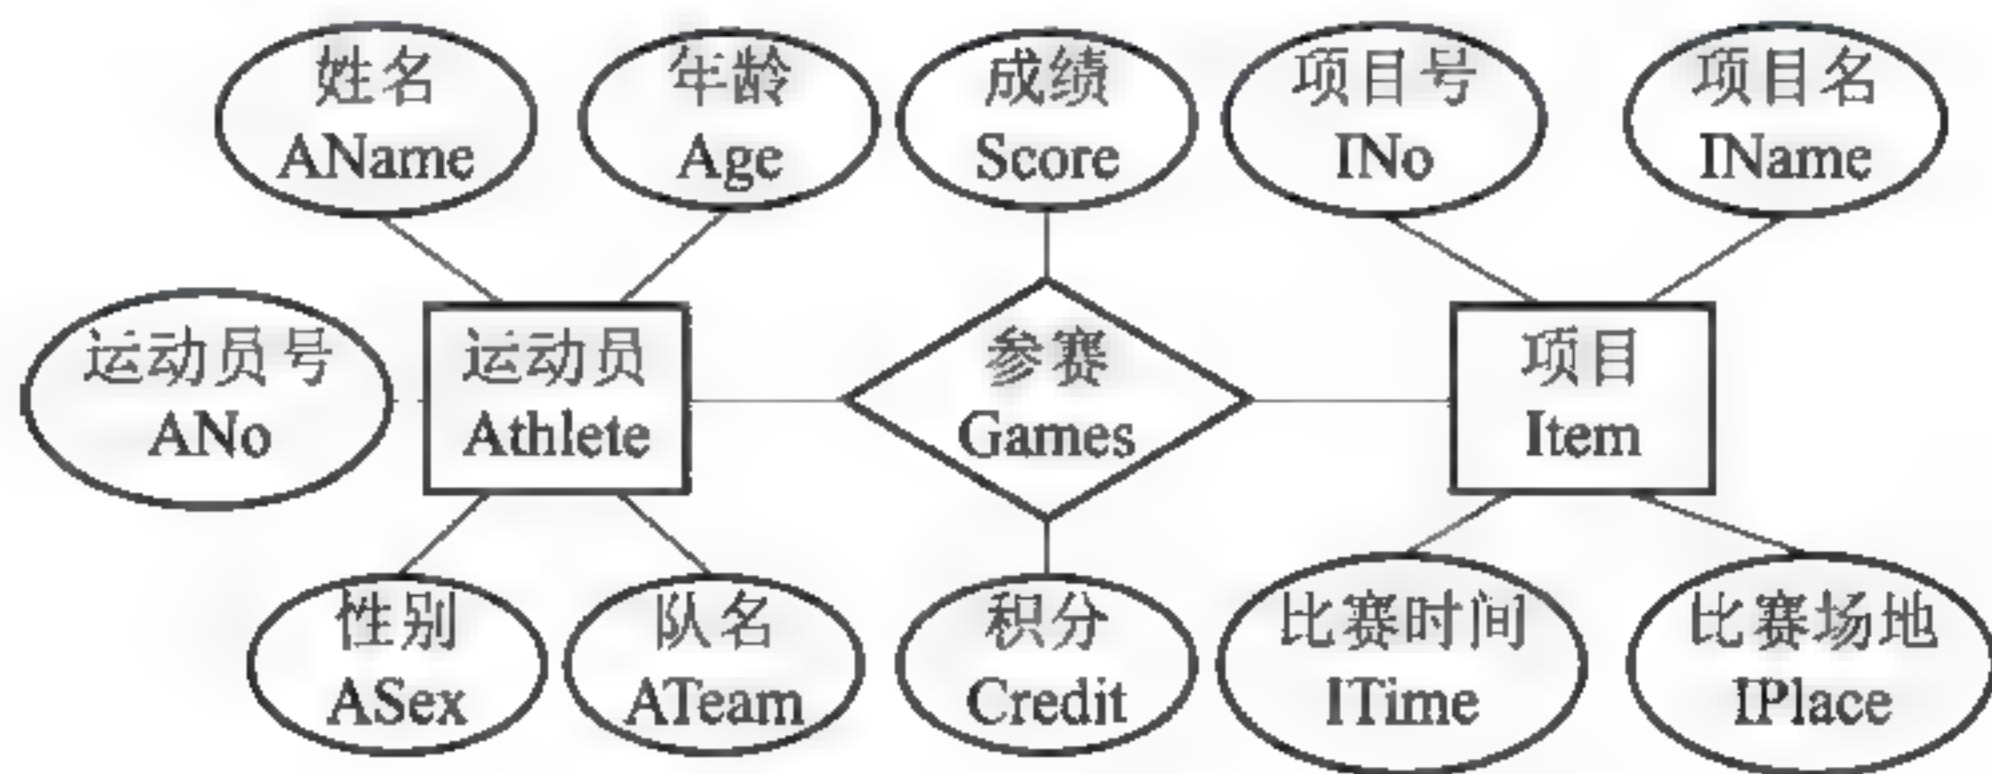 姓名
AName
年龄
Age
成绩
Score
项目号
INo
项目名
IName
运动员号
ANo
运动员
Athlete
参赛
Games
项目
Item
性别
ASex
队名
ATeam
积分
Credit
比赛时间
ITime
比赛场地
IPlace